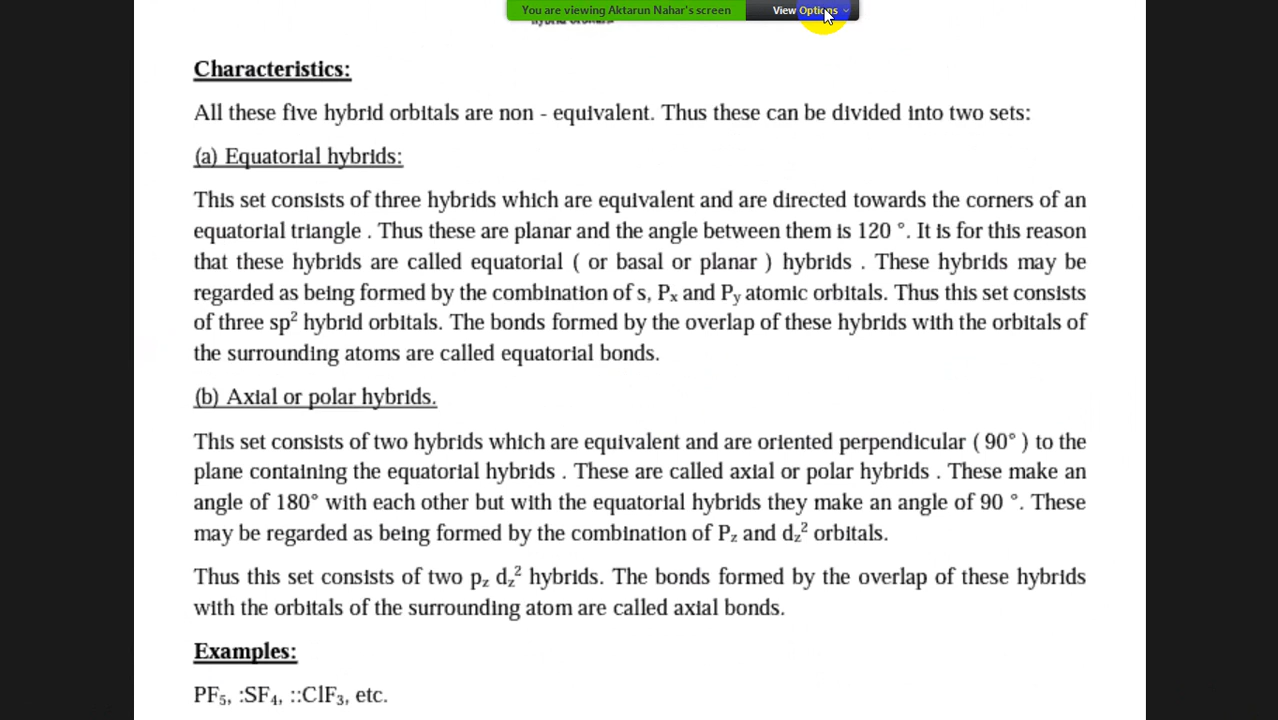 You are viewing Aktarun Nahar's screen View Options
Characteristics:
All these five hybrid orbitals are non - equivalent. Thus these can be divided into two sets:
(a) Equatorial hybrids:
This set consists of three hybrids which are equivalent and are directed towards the corners of an
equatorial triangle . Thus these are planar and the angle between them is 120 °. It is for this reason
that these hybrids are called equatorial ( or basal or planar ) hybrids . These hybrids may be
regarded as being formed by the combination of s, Pₓ and Pᵧ atomic orbitals. Thus this set consists
of three sp² hybrid orbitals. The bonds formed by the overlap of these hybrids with the orbitals of
the surrounding atoms are called equatorial bonds.
(b) Axial or polar hybrids.
This set consists of two hybrids which are equivalent and are oriented perpendicular ( 90° ) to the
plane containing the equatorial hybrids . These are called axial or polar hybrids . These make an
angle of 180° with each other but with the equatorial hybrids they make an angle of 90 °. These
may be regarded as being formed by the combination of Pz and dz² orbitals.
Thus this set consists of two pz dz² hybrids. The bonds formed by the overlap of these hybrids
with the orbitals of the surrounding atom are called axial bonds.
Examples:
PF₅, :SF₄, ::ClF₃, etc.